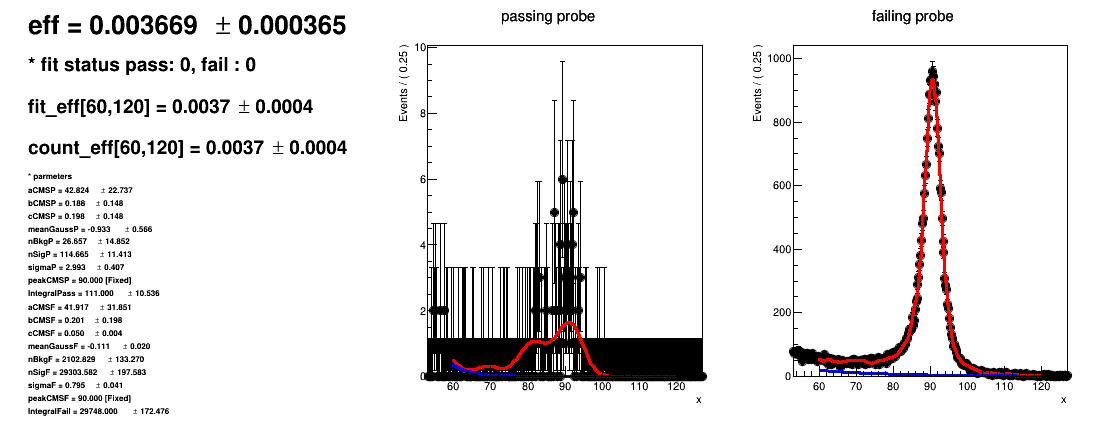 eff = 0.003669 ± 0.000365
* fit status pass: 0, fail : 0
fit_eff[60,120] = 0.0037 ± 0.0004
count_eff[60,120] = 0.0037 ± 0.0004
* parmeters
aCMSP = 42.824 ± 22.737
bCMSP = 0.188 ± 0.148
cCMSP = 0.198 ± 0.148
meanGaussP = -0.933 ± 0.566
nBkgP = 26.657 ± 14.852
nSigP = 114.665 ± 11.413
sigmaP = 2.993 ± 0.407
peakCMSP = 90.000 [Fixed]
IntegralPass = 111.000 ± 10.536
aCMSF = 41.917 ± 31.851
bCMSF = 0.201 ± 0.198
cCMSF = 0.050 ± 0.004
meanGaussF = -0.111 ± 0.020
nBkgF = 2102.829 ± 133.270
nSigF = 29303.582 ± 197.583
sigmaF = 0.795 ± 0.041
peakCMSF = 90.000 [Fixed]
IntegralFail = 29748.000 ± 172.476
passing probe
Events / ( 0.25 )
10
8
6
4
2
0
60 70 80 90 100 110 120
x
failing probe
Events / ( 0.25 )
1000
800
600
400
200
0
60 70 80 90 100 110 120
x